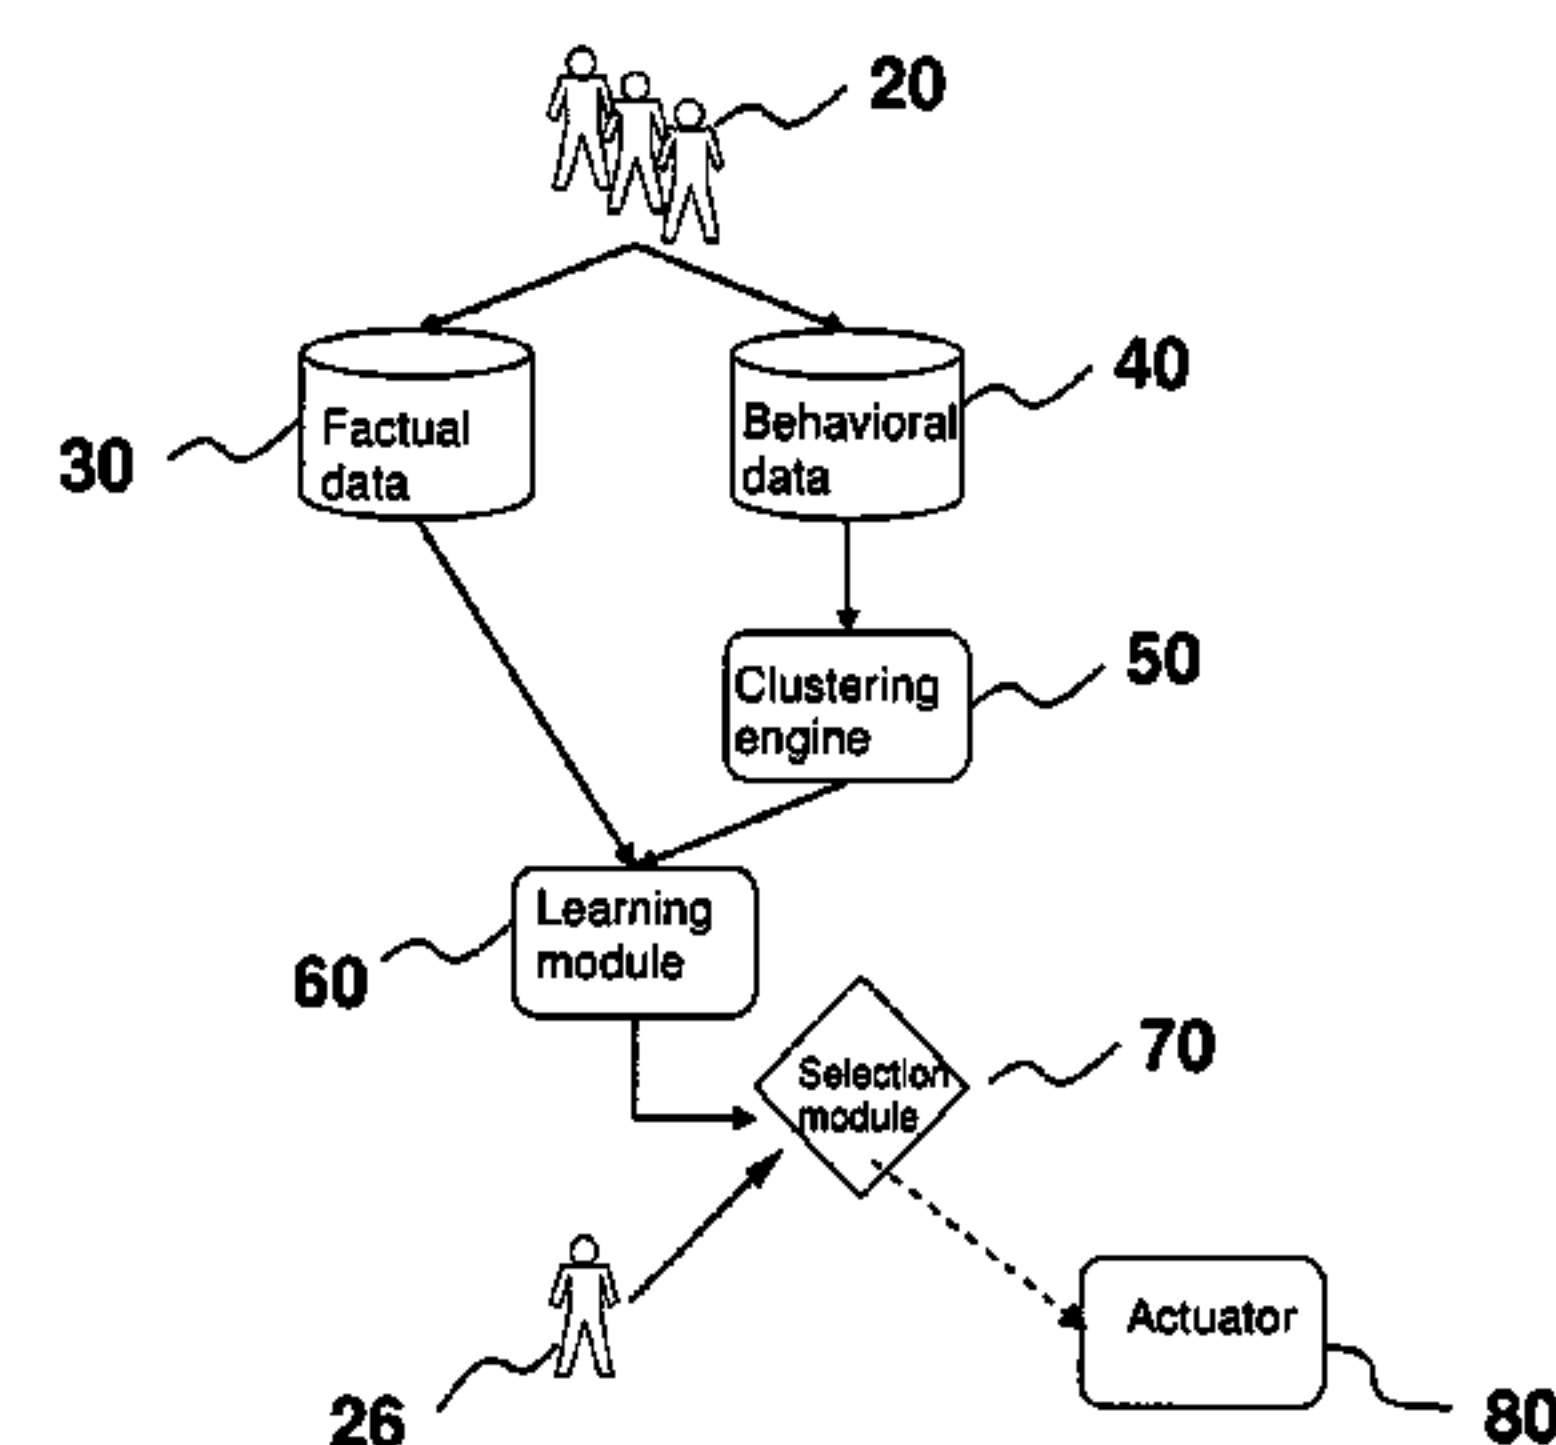 20
40
Factual
data
Behavioral
data
30
50
Clustering
engine
Learning
module
60
70
Selection
module
Actuator
26
80